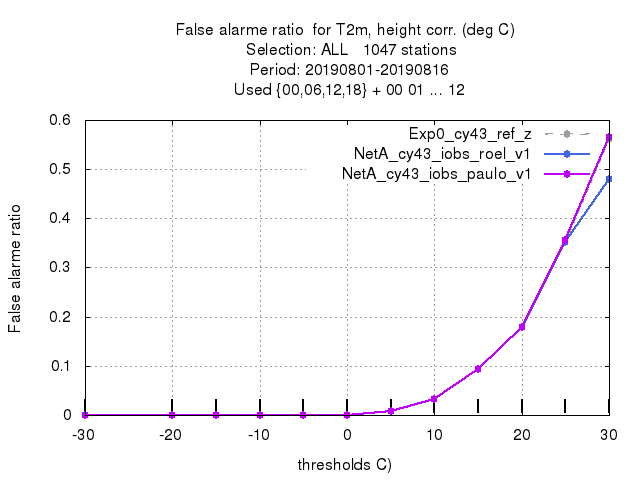 False alarme ratio  for T2m, height corr. (deg C)
Selection: ALL   1047 stations
Period: 20190801-20190816
Used {00,06,12,18} + 00 01 ... 12
Exp0_cy43_ref_z
NetA_cy43_iobs_roel_v1
NetA_cy43_iobs_paulo_v1
False alarme ratio
0.6
0.5
0.4
0.3
0.2
0.1
0
-30
-20
-10
0
10
20
30
thresholds C)